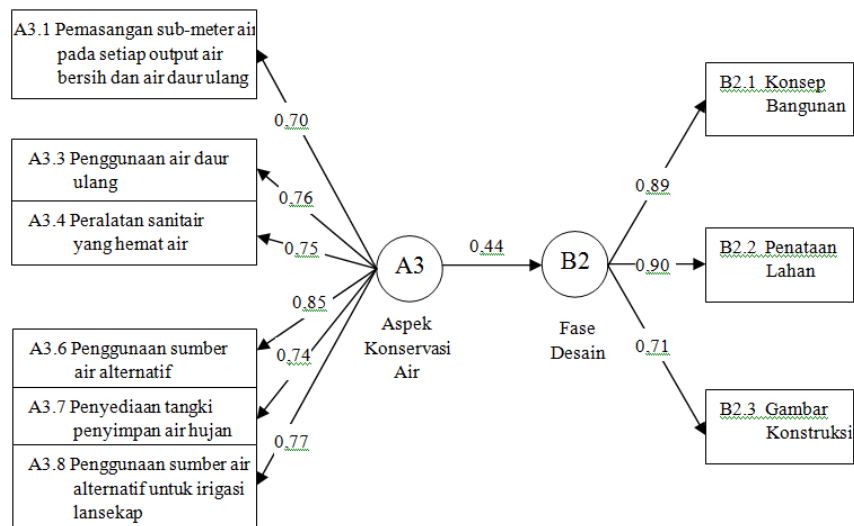 A3.1 Pemasangan sub-meter air
pada setiap output air
bersih dan air daur ulang
0,70
A3.3 Penggunaan air daur
ulang
0,76
A3.4 Peralatan sanitair
yang hemat air
0,75
A3.6 Penggunaan sumber
air alternatif
0,85
A3.7 Penyediaan tangki
penyimpan air hujan
0,74
A3.8 Penggunaan sumber air
alternatif untuk irigasi
lansekap
0,77
A3
Aspek
Konservasi
Air
0,44
B2
Fase
Desain
0,89
B2.1 Konsep
Bangunan
0,90
B2.2 Penataan
Lahan
0,71
B2.3 Gambar
Konstruksi